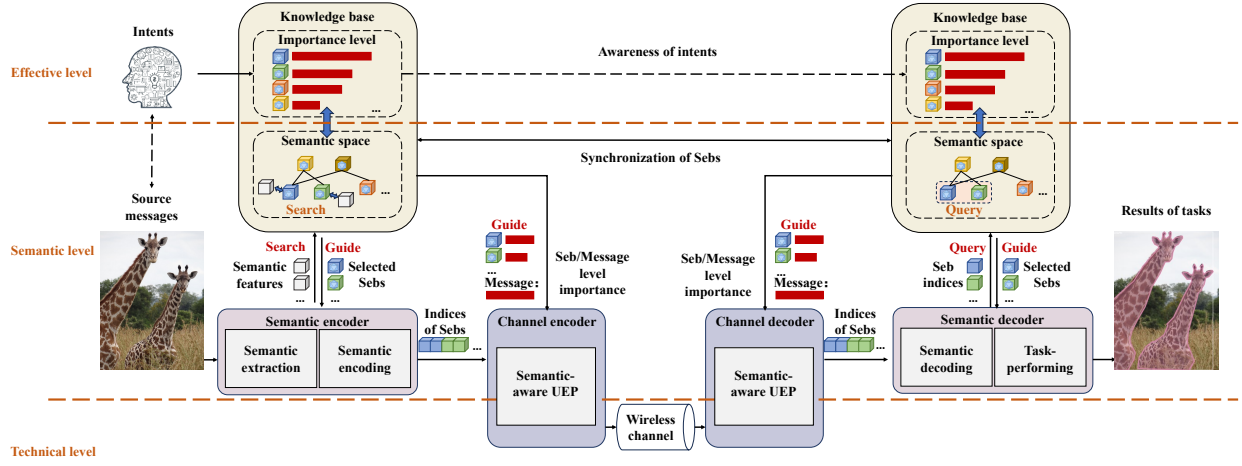 Knowledge base
Knowledge base
Intents
Importance level
Importance level
Awareness of intents
Effective level
...
...
Semantic space
Semantic space
Synchronization of Sebs
...
...
Search
Query
Source
messages
Results of tasks
Guide
Guide
Semantic level
Search
Guide
Query
Guide
Semantic
features
...
Selected
Sebs
...
...
Message:
Seb/Message
level
importance
Seb/Message
level
importance
...
Message:
Seb
indices
...
Selected
Sebs
...
Indices
of Sebs
...
Indices
of Sebs
...
Semantic encoder
Channel encoder
Channel decoder
Semantic decoder
Semantic
extraction
Semantic
encoding
Semantic-
aware UEP
Semantic-
aware UEP
Semantic
decoding
Task-
performing
Wireless
channel
Technical level